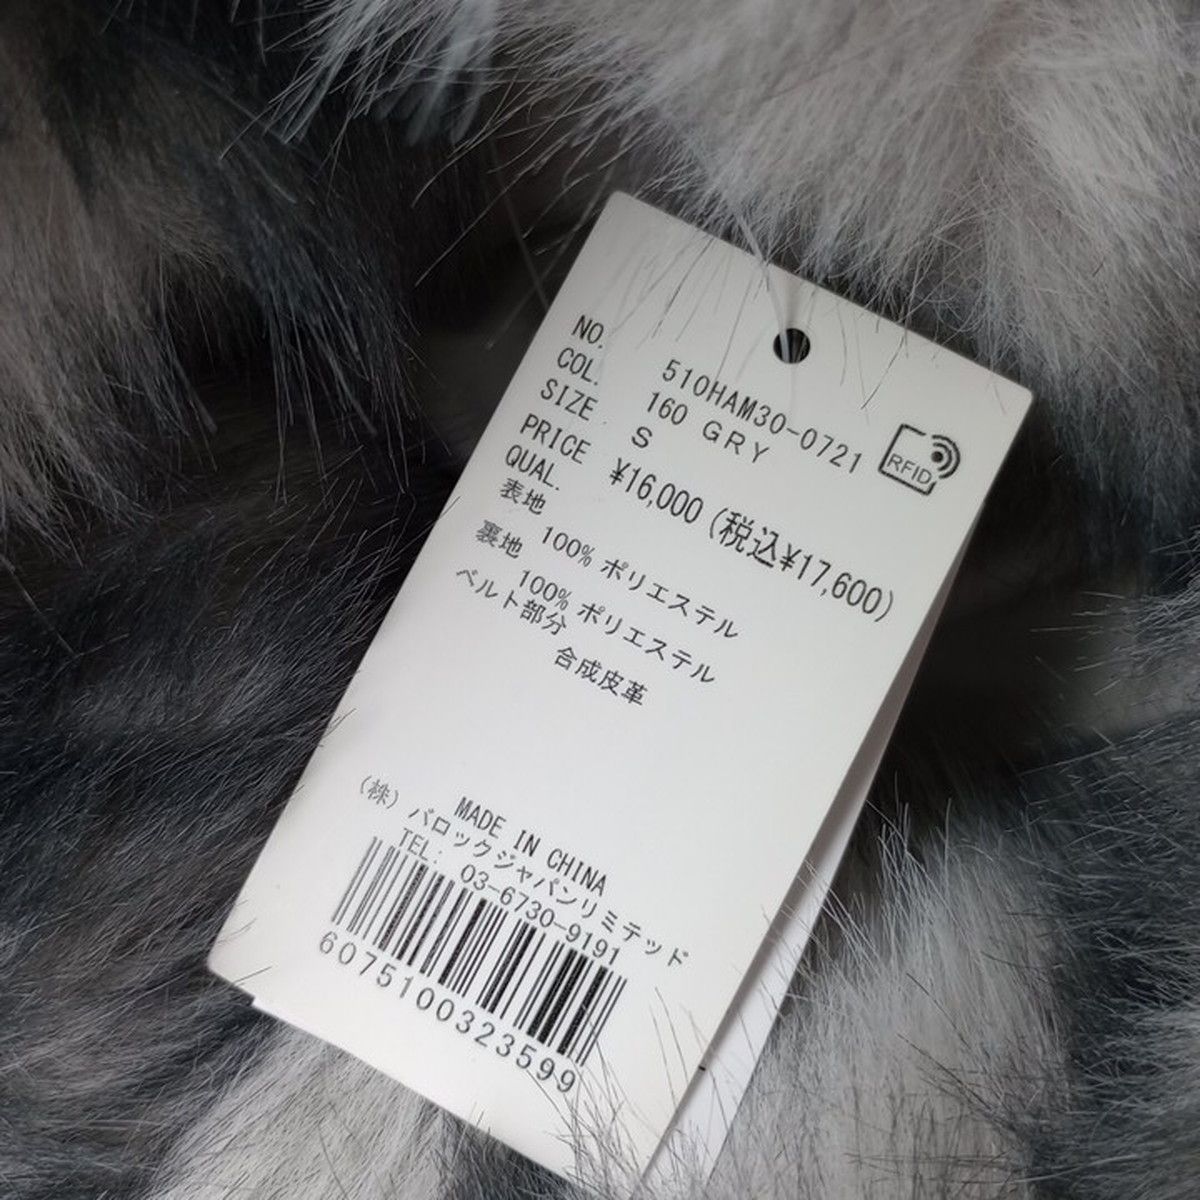 NO. 510HAM30-0721
COL. 160 GRY
SIZE S
PRICE ¥16,000 (税込¥17,600)
QUAL.
表地
100% ポリエステル
裏地
100% ポリエステル
ベルト部分
合成皮革
RFID
MADE IN CHINA
(株) バロックジャパンリミテッド
TEL: 03-6730-9191
6075100323599